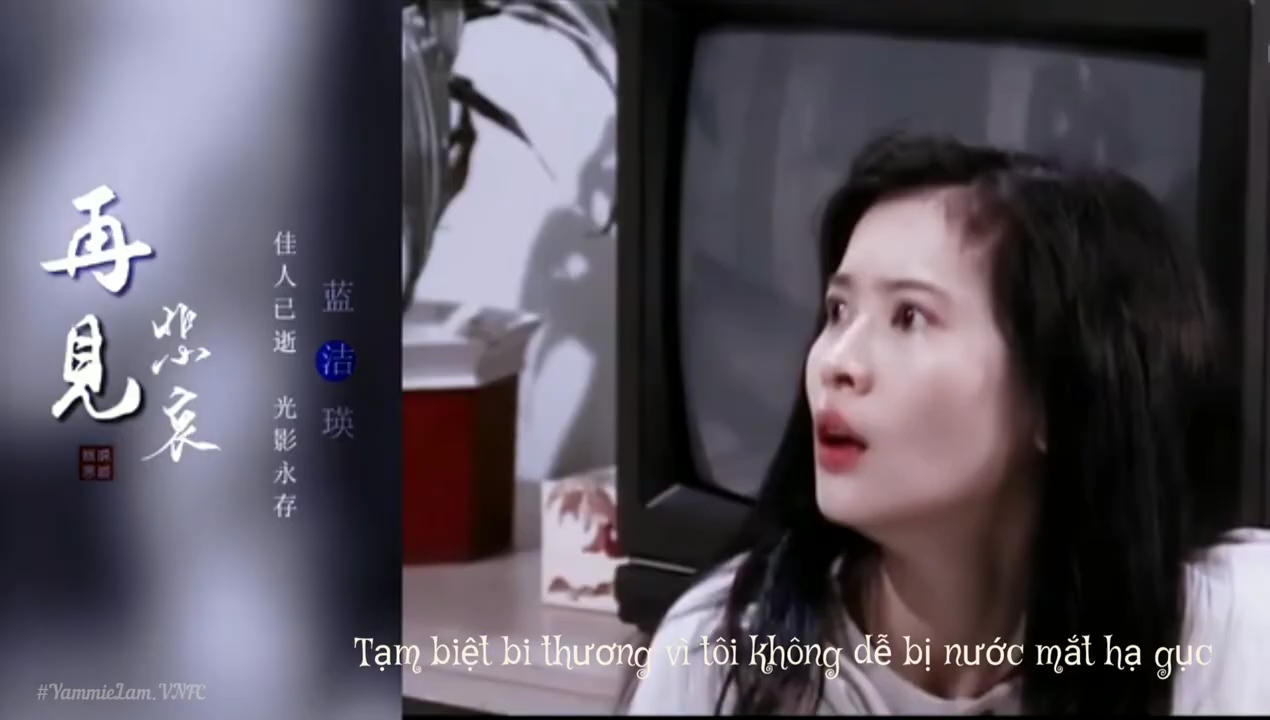 再見
悲哀
佳人已逝 光影永存
蓝洁瑛
Tạm biệt bi thương vì tôi không dễ bị nước mắt hạ gục
#YammieLam.VNFC